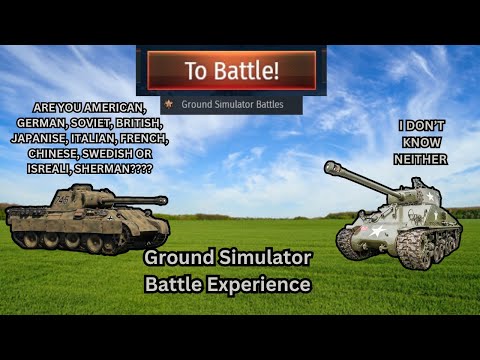 To Battle!
Ground Simulator Battles
ARE YOU AMERICAN,
GERMAN, SOVIET, BRITISH,
JAPANISE, ITALIAN, FRENCH,
CHINESE, SWEDISH OR
ISREALI, SHERMAN????
I DON'T
KNOW
NEITHER
Ground Simulator
Battle Experience